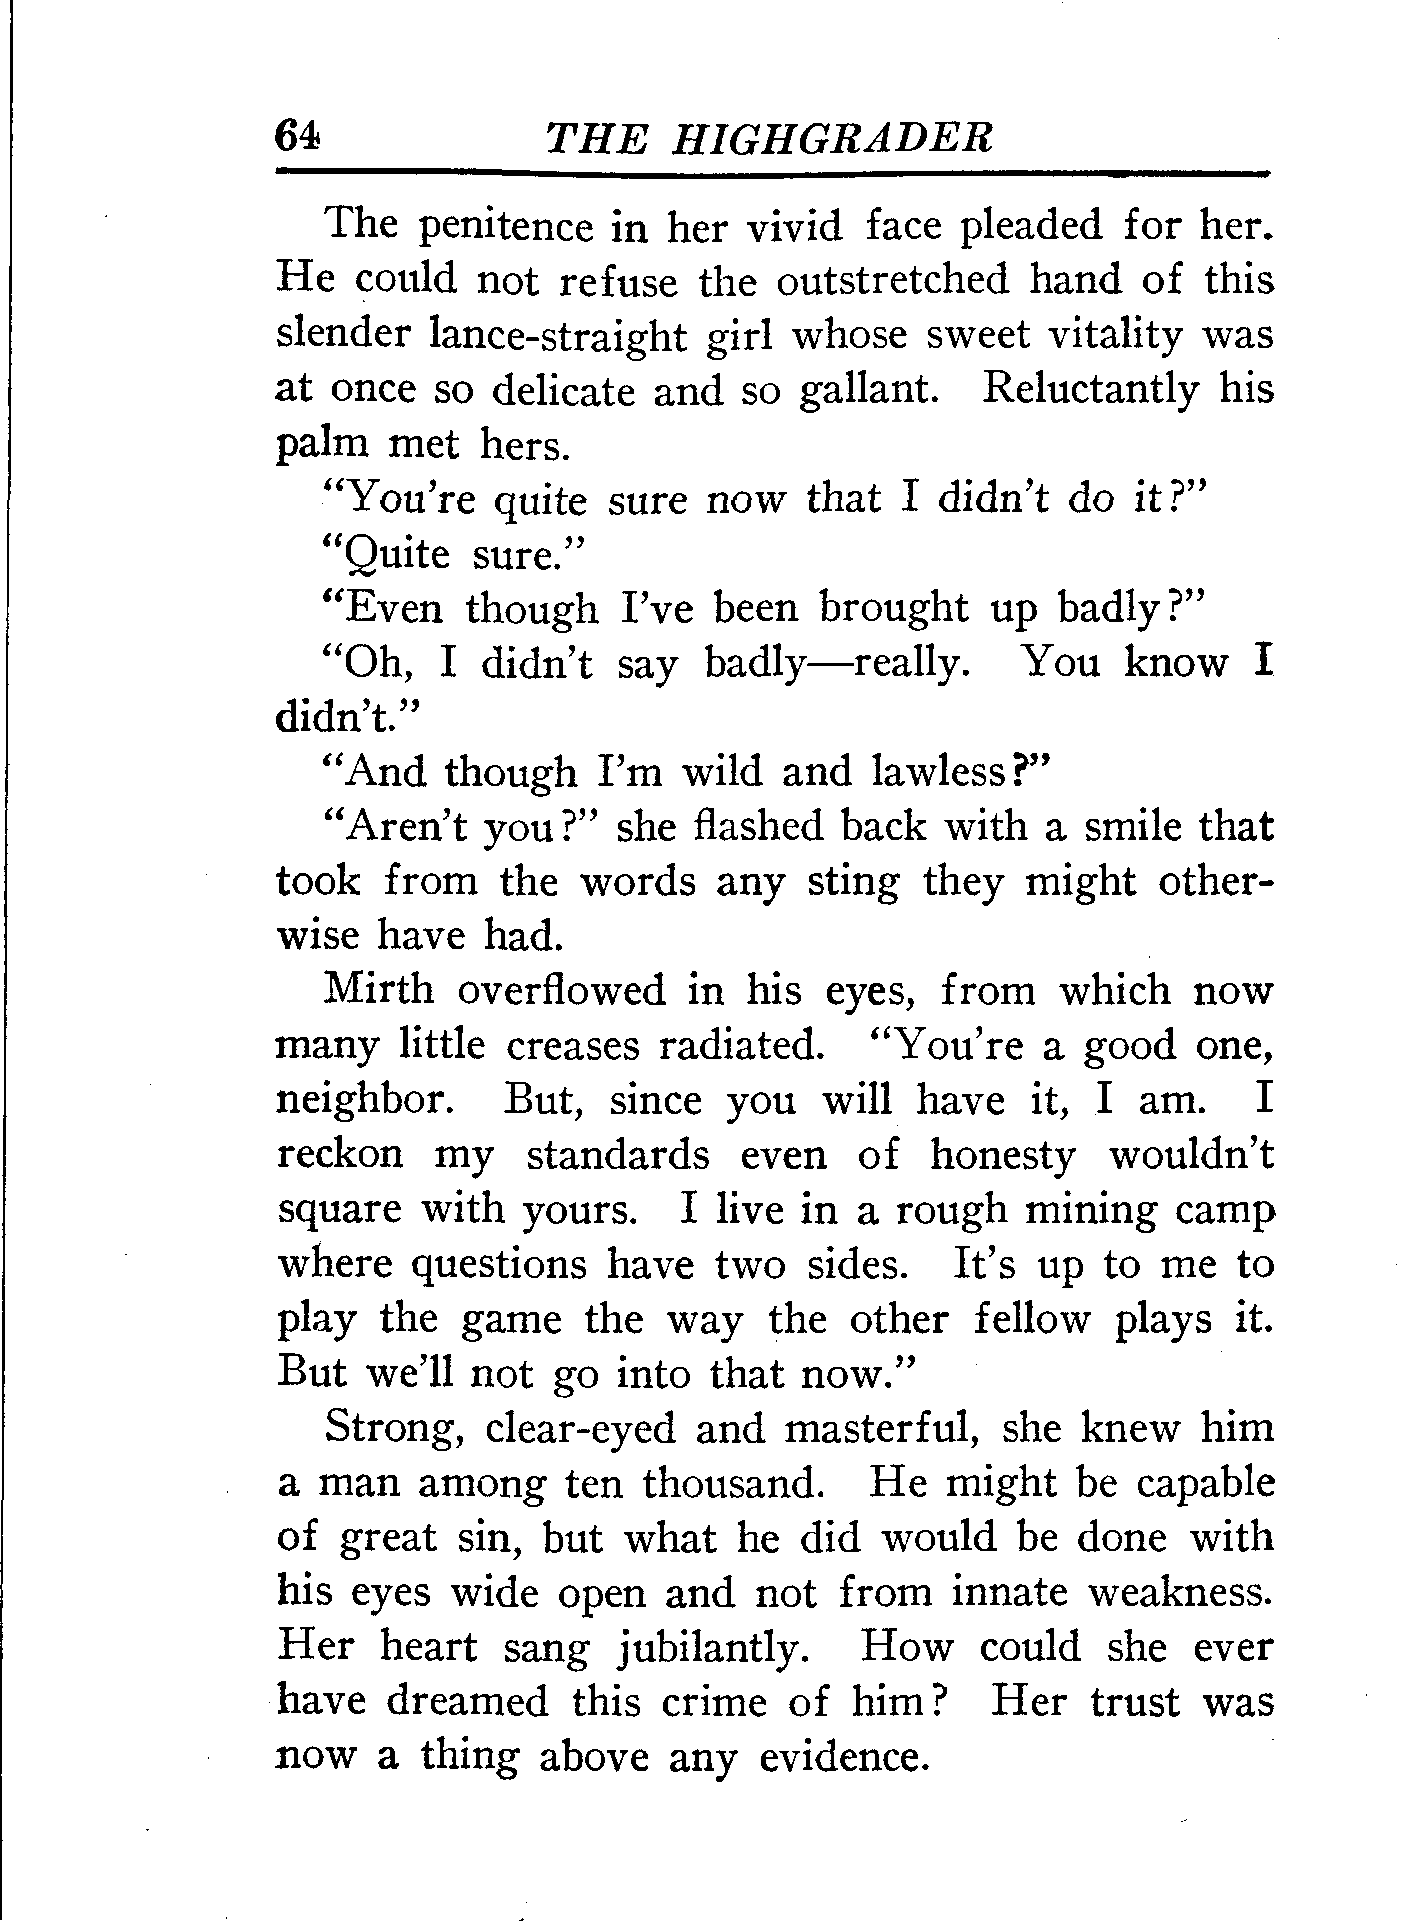 64 THE HIGHGRADER
The penitence in her vivid face pleaded for her.
He could not refuse the outstretched hand of this
slender lance-straight girl whose sweet vitality was
at once so delicate and so gallant. Reluctantly his
palm met hers.
“You're quite sure now that I didn't do it?”
“Quite sure.”
“Even though I've been brought up badly?”
“Oh, I didn't say badly—really. You know I
didn't.”
“And though I'm wild and lawless?”
“Aren't you?” she flashed back with a smile that
took from the words any sting they might other-
wise have had.
Mirth overflowed in his eyes, from which now
many little creases radiated. “You're a good one,
neighbor. But, since you will have it, I am. I
reckon my standards even of honesty wouldn't
square with yours. I live in a rough mining camp
where questions have two sides. It's up to me to
play the game the way the other fellow plays it.
But we'll not go into that now.”
Strong, clear-eyed and masterful, she knew him
a man among ten thousand. He might be capable
of great sin, but what he did would be done with
his eyes wide open and not from innate weakness.
Her heart sang jubilantly. How could she ever
have dreamed this crime of him? Her trust was
now a thing above any evidence.